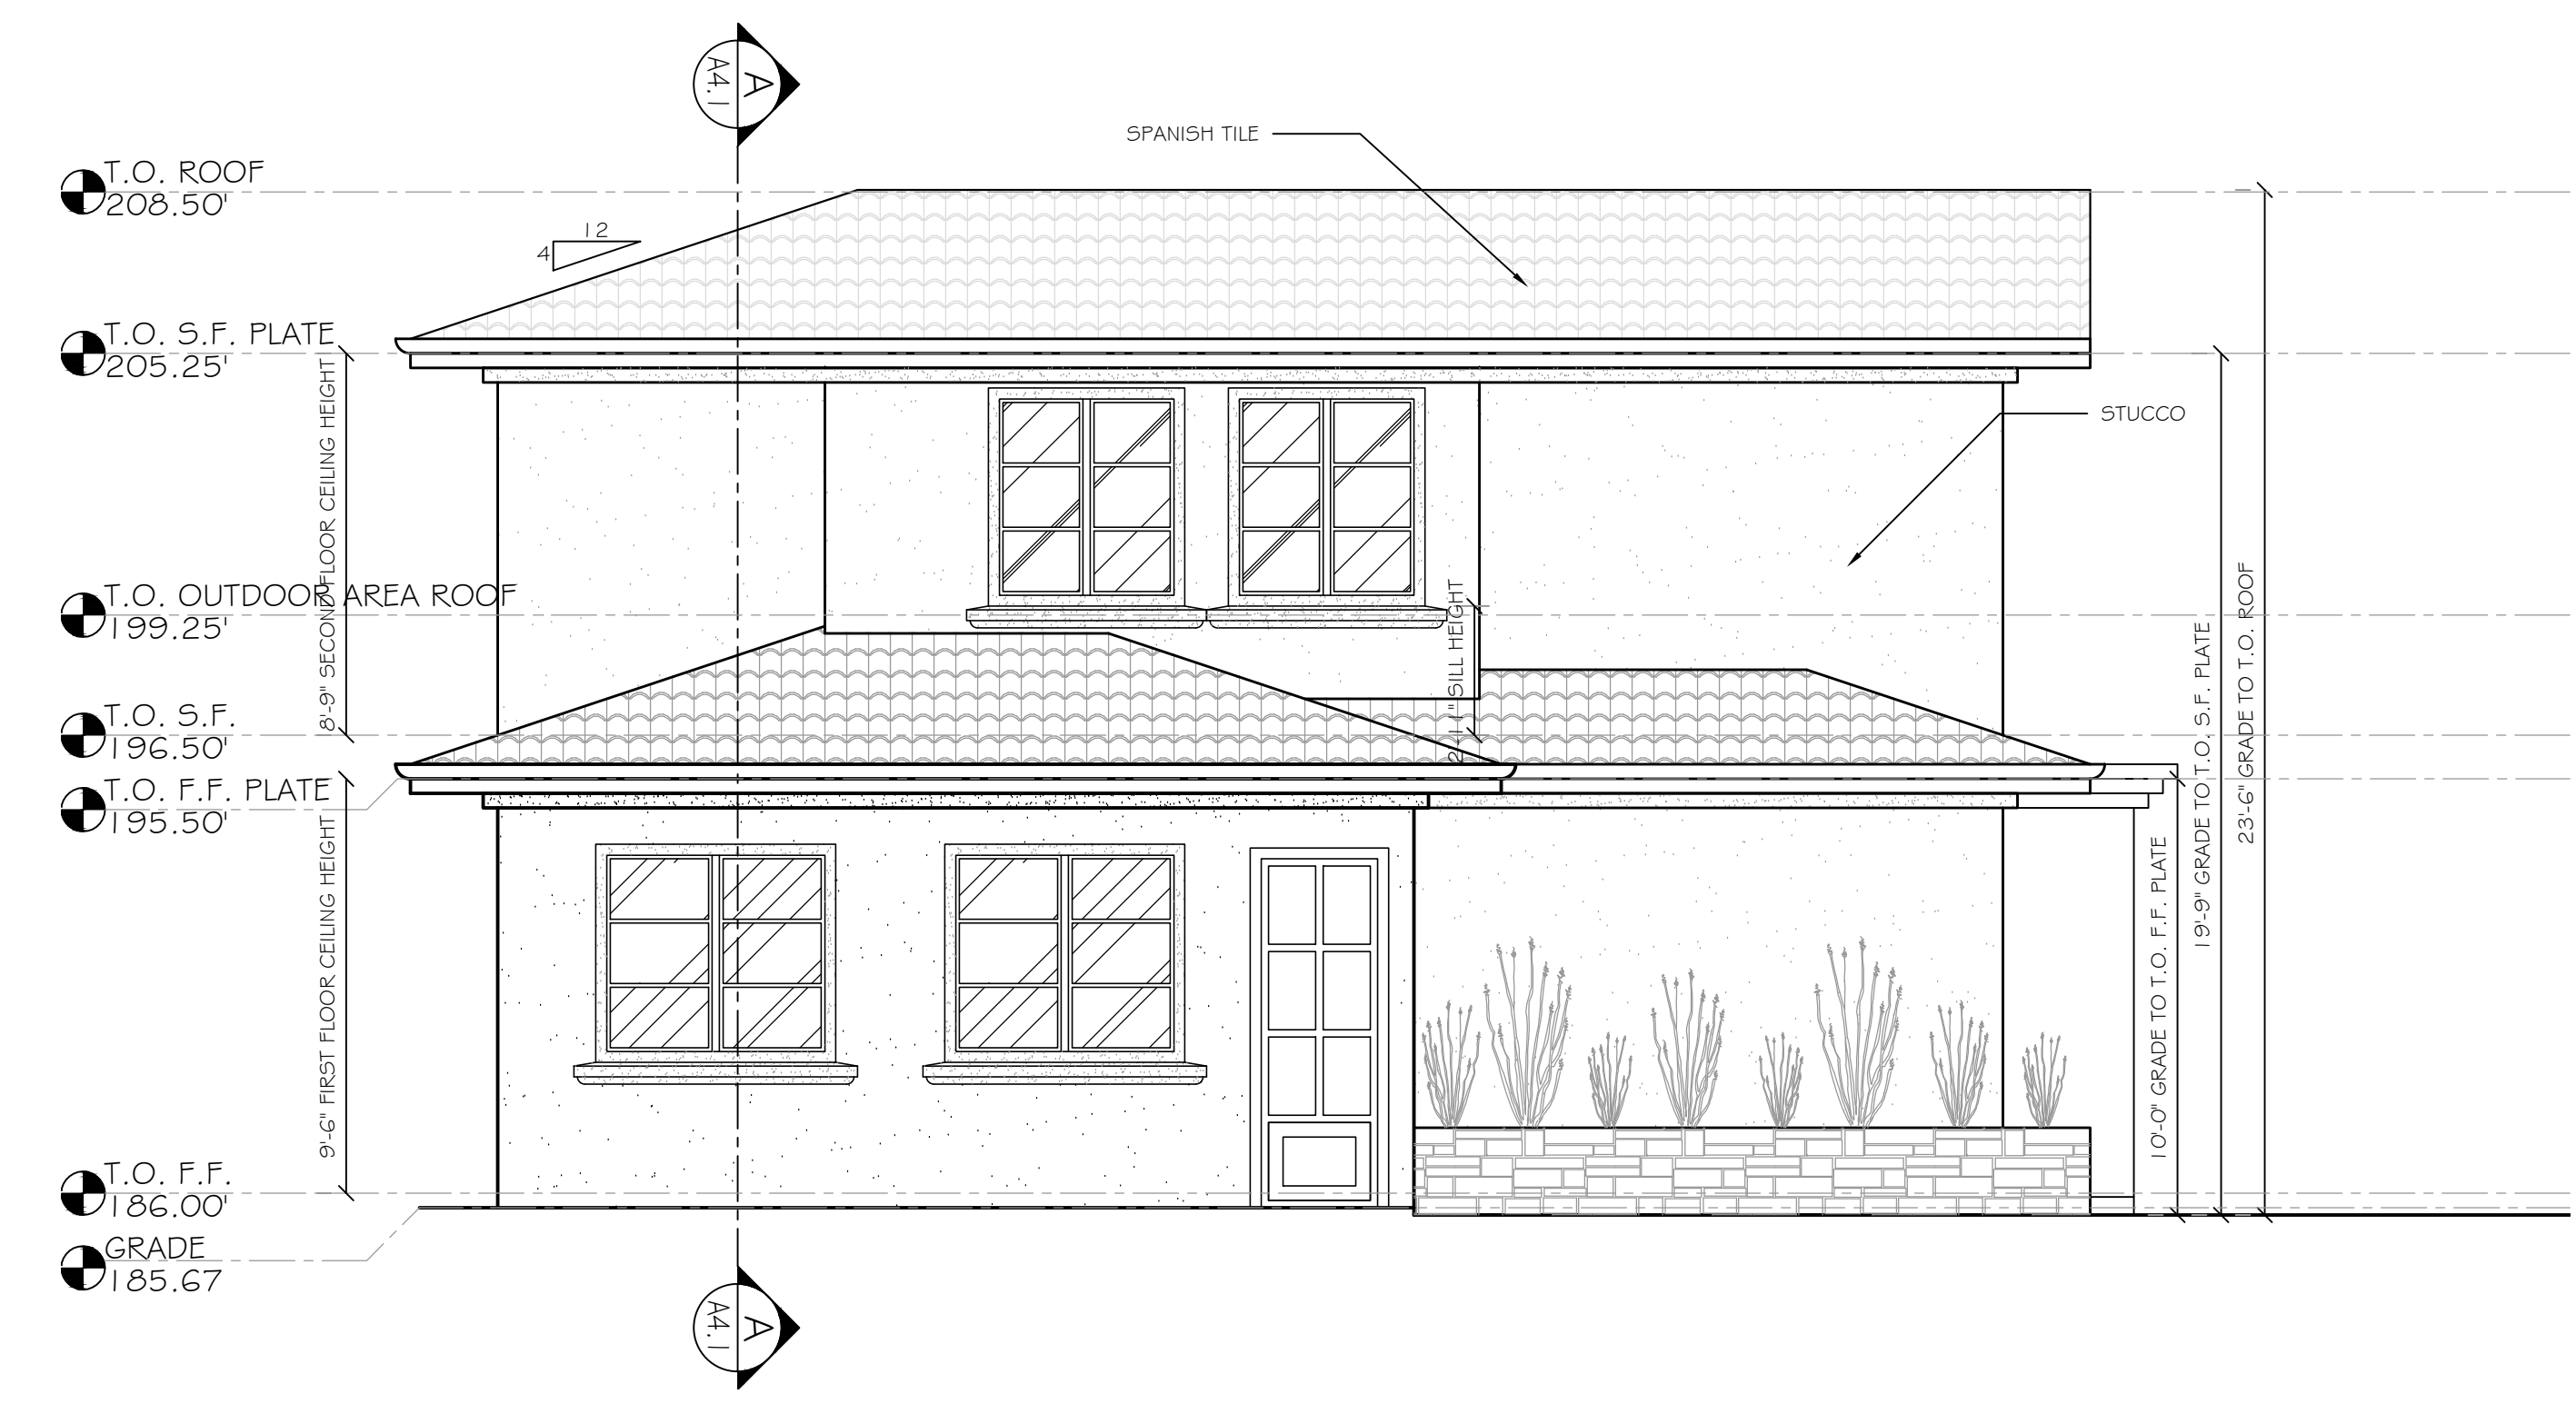 A
A4.1
SPANISH TILE
T.O. ROOF
208.50'
12
4
T.O. S.F. PLATE
205.25'
STUCCO
8'-9" SECOND FLOOR CEILING HEIGHT
T.O. OUTDOOR AREA ROOF
199.25'
2'-11" SILL HEIGHT
T.O. S.F.
196.50'
T.O. F.F. PLATE
195.50'
9'-6" FIRST FLOOR CEILING HEIGHT
10'-0" GRADE TO T.O. F.F. PLATE
19'-9" GRADE TO T.O. S.F. PLATE
23'-6" GRADE TO T.O. ROOF
T.O. F.F.
186.00'
GRADE
185.67
A
A4.1